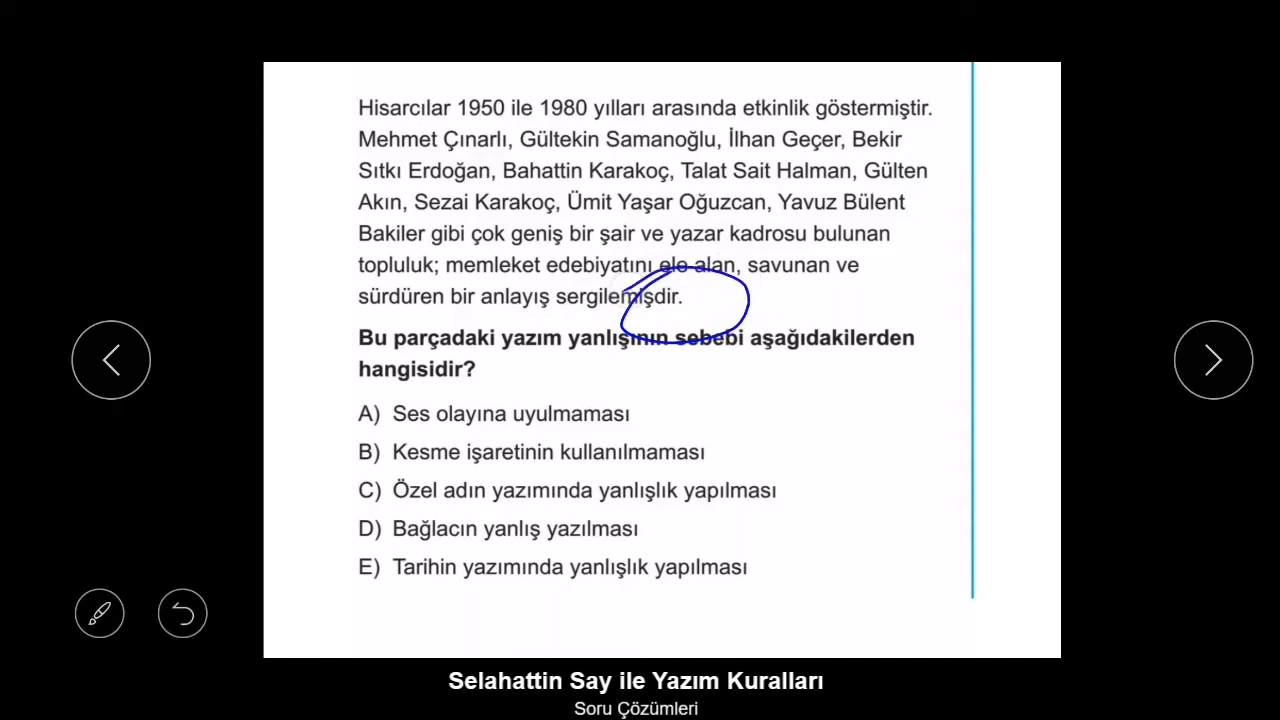 Hisarcılar 1950 ile 1980 yılları arasında etkinlik göstermiştir.
Mehmet Çınarlı, Gültekin Samanoğlu, İlhan Geçer, Bekir
Sıtkı Erdoğan, Bahattin Karakoç, Talat Sait Halman, Gülten
Akın, Sezai Karakoç, Ümit Yaşar Oğuzcan, Yavuz Bülent
Bakiler gibi çok geniş bir şair ve yazar kadrosu bulunan
topluluk; memleket edebiyatını ele alan, savunan ve
sürdüren bir anlayış sergilemişdir.
Bu parçadaki yazım yanlışının sebebi aşağıdakilerden
hangisidir?
A) Ses olayına uyulmaması
B) Kesme işaretinin kullanılmaması
C) Özel adın yazımında yanlışlık yapılması
D) Bağlacın yanlış yazılması
E) Tarihin yazımında yanlışlık yapılması
Selahattin Say ile Yazım Kuralları
Soru Çözümleri